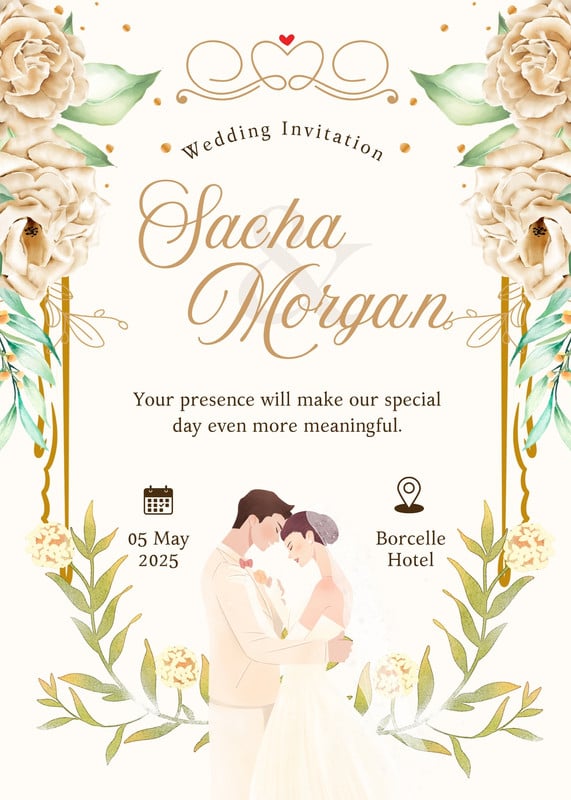 Wedding Invitation
Sacha
&
Morgan
Your presence will make our special
day even more meaningful.
05 May
2025
Borcelle
Hotel